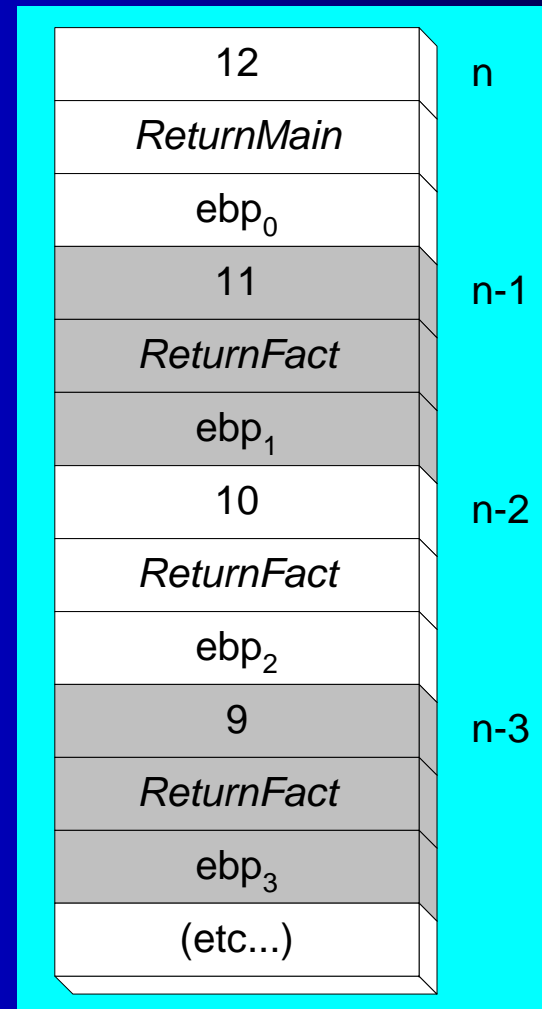 12 n
ReturnMain
ebp0
11 n-1
ReturnFact
ebp1
10 n-2
ReturnFact
ebp2
9 n-3
ReturnFact
ebp3
(etc...)